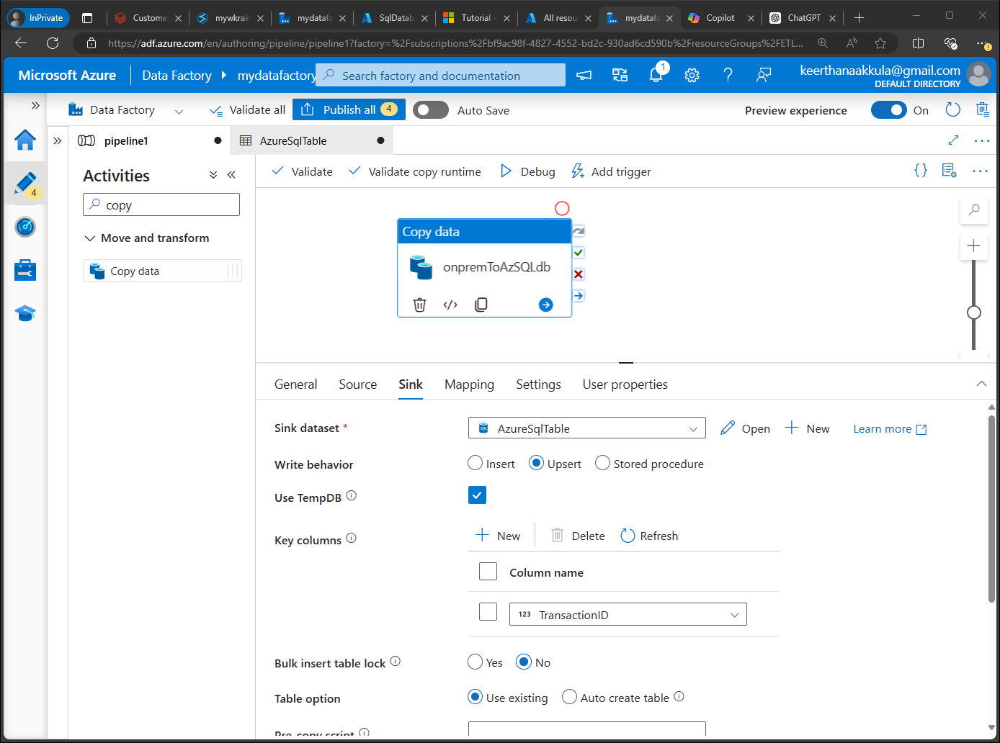 InPrivate
Custome
mywkrak
mydatafa
SqlDatab
Tutorial -
All resou
mydatafa
Copilot
ChatGPT
https://adf.azure.com/en/authoring/pipeline/pipeline1?factory=%2Fsubscriptions%2Fbf9ac98f-4827-4552-bd2c-930ad6cd590b%2FresourceGroups%2FETL...
Microsoft Azure
Data Factory
mydatafactory
Search factory and documentation
1
keerthanaakkula@gmail.com
DEFAULT DIRECTORY
Data Factory
Validate all
Publish all 4
Auto Save
Preview experience
On
pipeline1
AzureSqlTable
4
Activities
copy
Move and transform
Copy data
Validate
Validate copy runtime
Debug
Add trigger
Copy data
onpremToAzSQLdb
General
Source
Sink
Mapping
Settings
User properties
Sink dataset *
SQL
AzureSqlTable
Open
New
Learn more
Write behavior
Insert
Upsert
Stored procedure
Use TempDB
Key columns
New
Delete
Refresh
Column name
123 TransactionID
Bulk insert table lock
Yes
No
Table option
Use existing
Auto create table
Pre-copy script